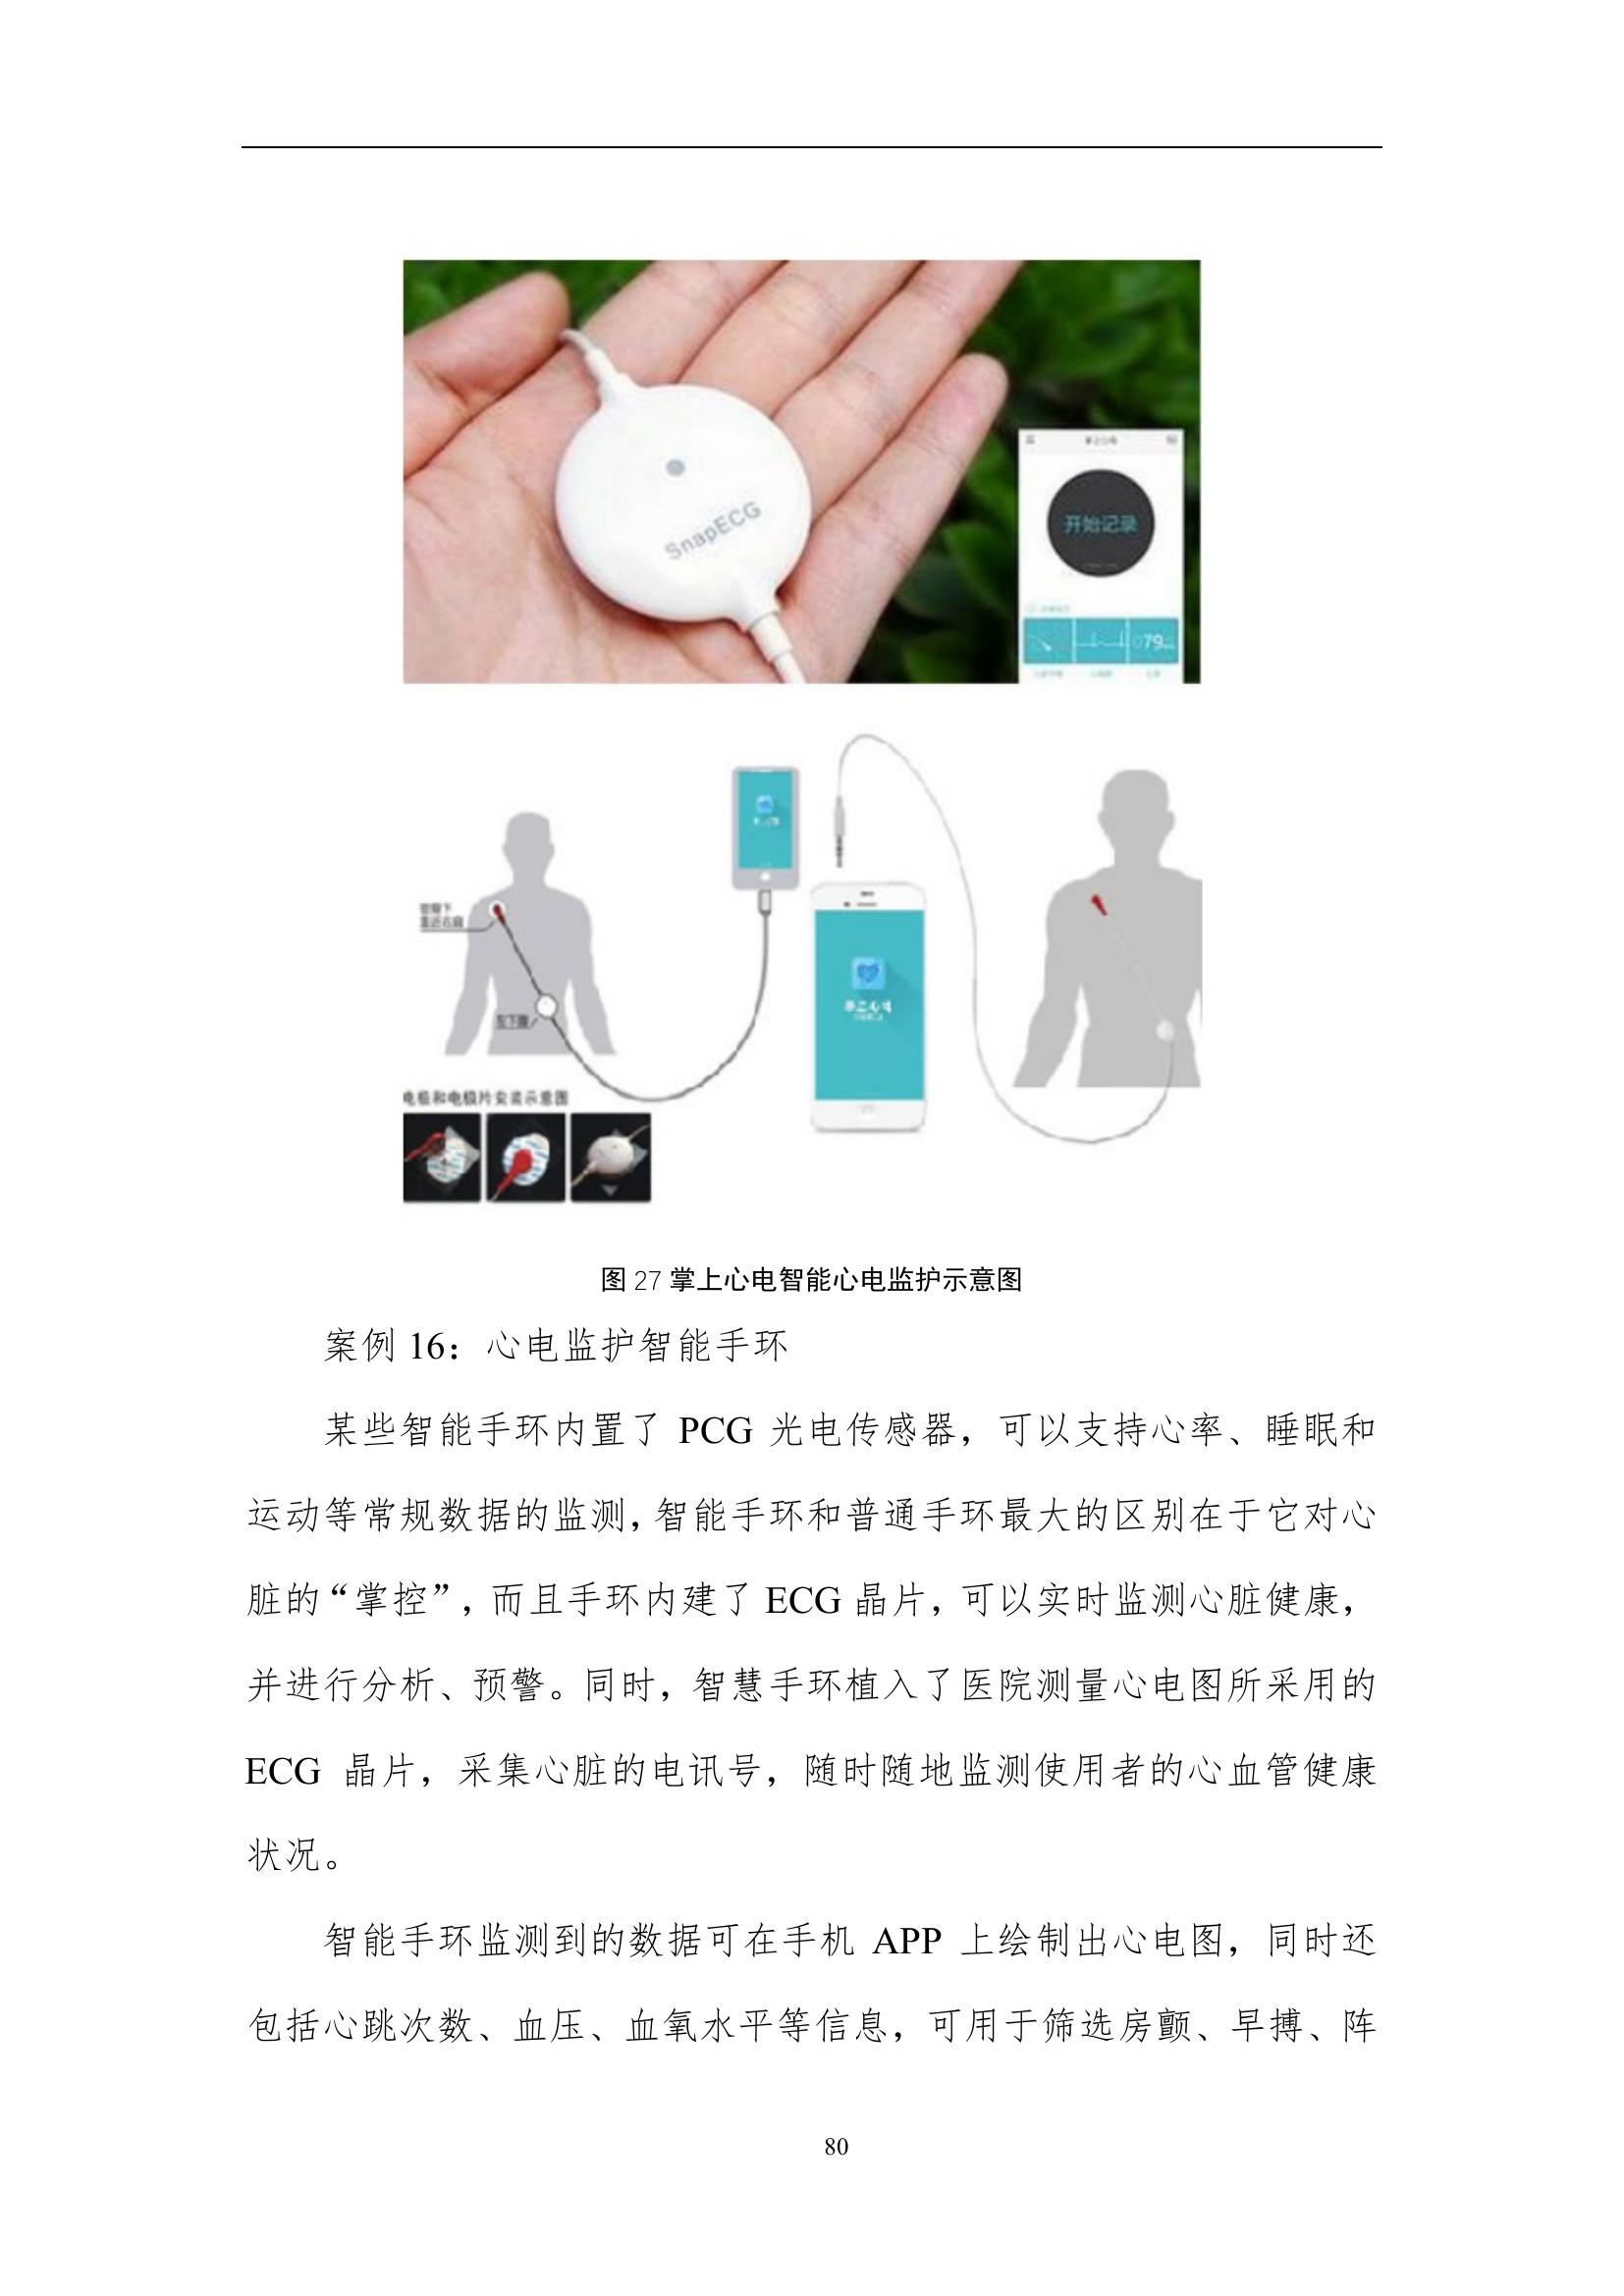 SnapECG
开始记录
79
左下腹
电极和电极片安装示意图
图 27 掌上心电智能心电监护示意图
案例 16：心电监护智能手环
某些智能手环内置了 PCG 光电传感器，可以支持心率、睡眠和
运动等常规数据的监测，智能手环和普通手环最大的区别在于它对心
脏的“掌控”，而且手环内建了 ECG 晶片，可以实时监测心脏健康，
并进行分析、预警。同时，智慧手环植入了医院测量心电图所采用的
ECG 晶片，采集心脏的电讯号，随时随地监测使用者的心血管健康
状况。
智能手环监测到的数据可在手机 APP 上绘制出心电图，同时还
包括心跳次数、血压、血氧水平等信息，可用于筛选房颤、早搏、阵
80